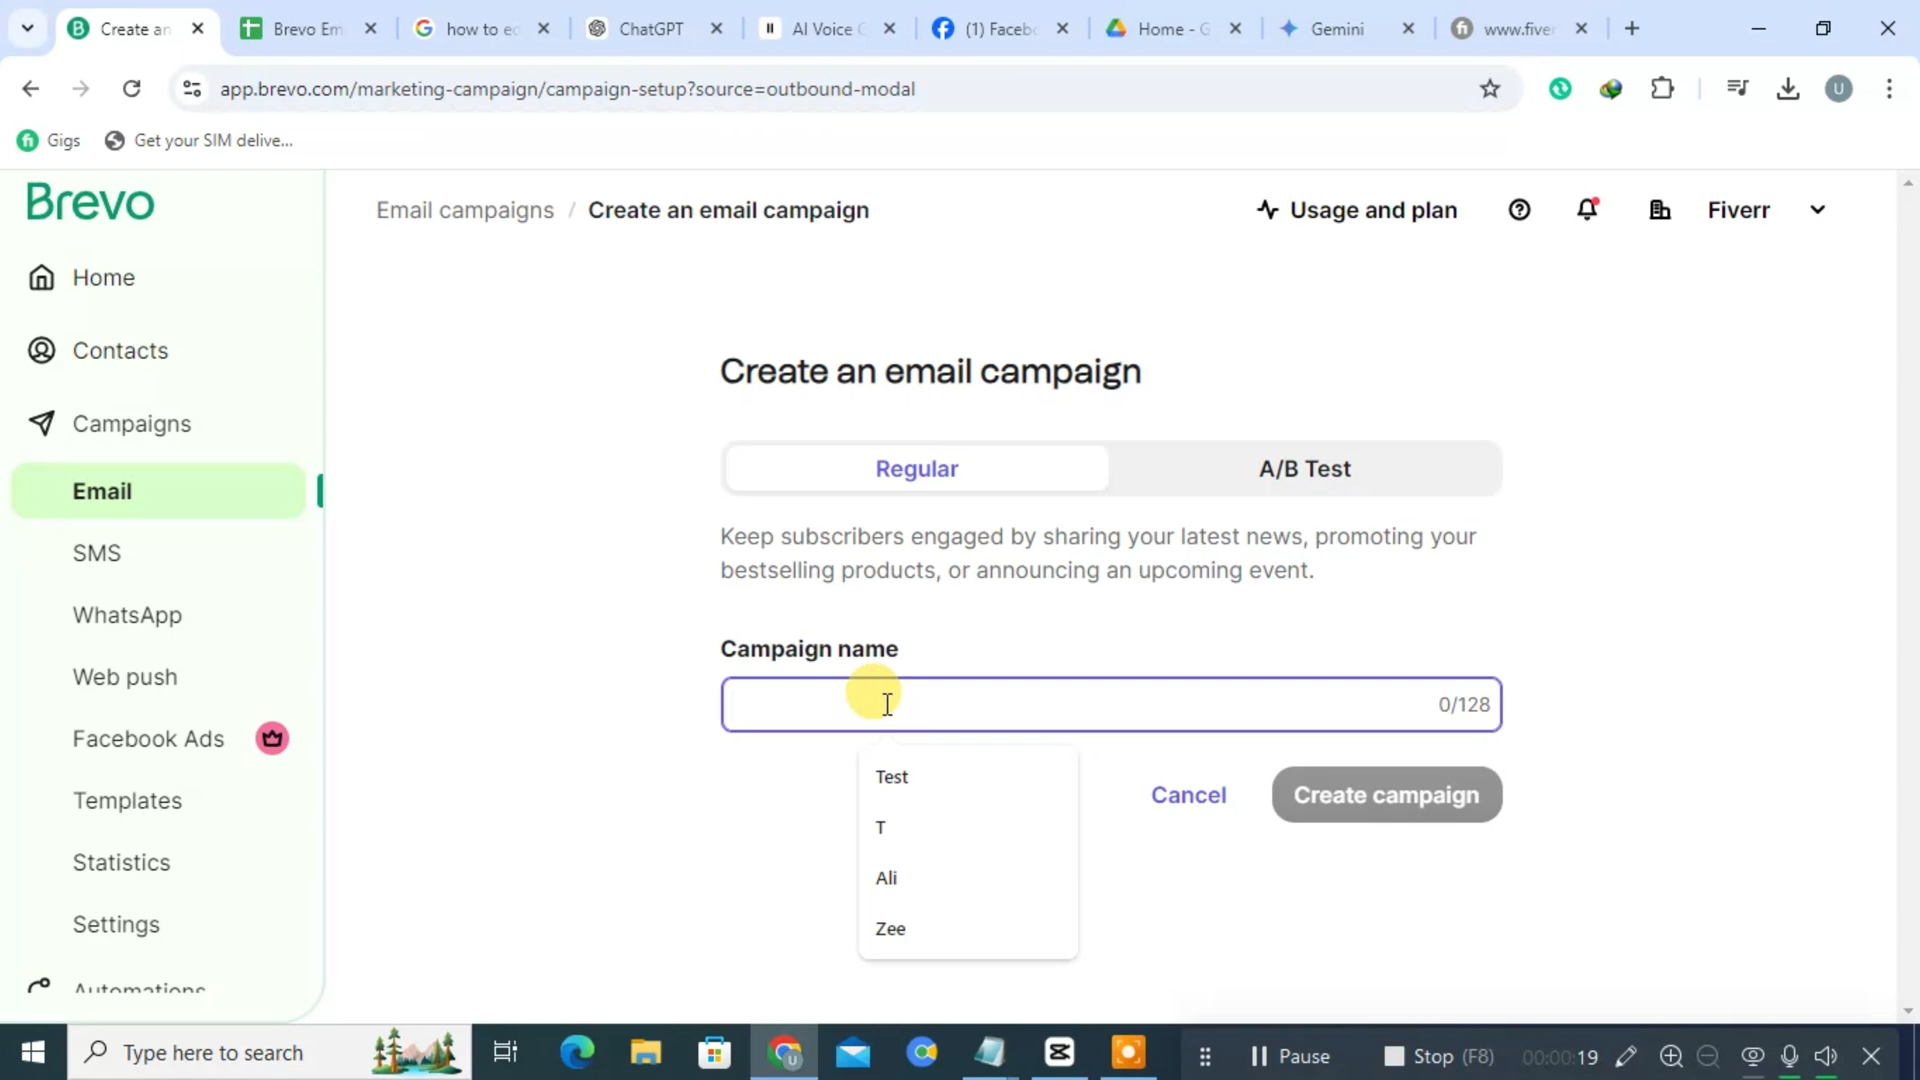 Create an
Brevo Em
how to ed
ChatGPT
AI Voice G
(1) Facebo
Home - G
Gemini
www.fiver
app.brevo.com/marketing-campaign/campaign-setup?source=outbound-modal
U
Gigs
Get your SIM delive...
Brevo
Email campaigns / Create an email campaign
Usage and plan
Fiverr
Home
Contacts
Campaigns
Email
SMS
WhatsApp
Web push
Facebook Ads
Templates
Statistics
Settings
Automations
Create an email campaign
Regular
A/B Test
Keep subscribers engaged by sharing your latest news, promoting your
bestselling products, or announcing an upcoming event.
Campaign name
0/128
Test
T
Ali
Zee
Cancel
Create campaign
Type here to search
Pause
Stop (F8)
00:00:19